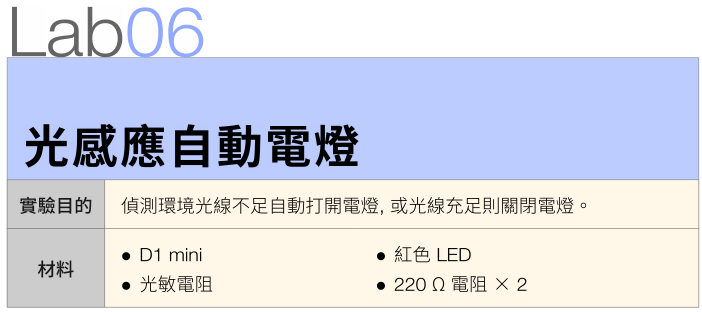 Lab06
光感應自動電燈
實驗目的
偵測環境光線不足自動打開電燈, 或光線充足則關閉電燈。
材料
● D1 mini
● 紅色 LED
● 光敏電阻
● 220 Ω 電阻 × 2